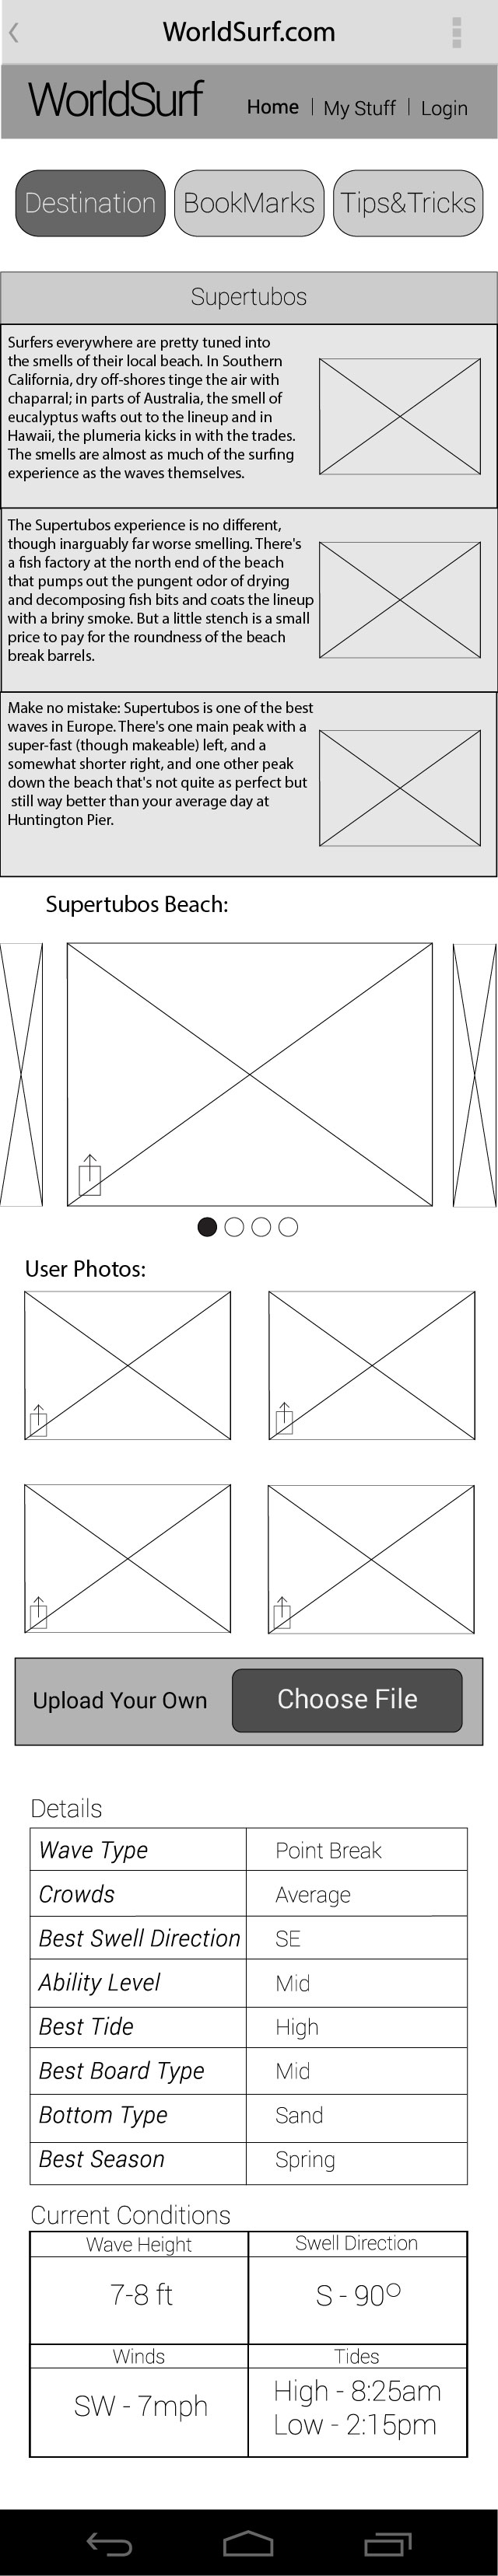 WorldSurf.com
WorldSurf
Home | My Stuff | Login
Destination
BookMarks
Tips&Tricks
Supertubos
Surfers everywhere are pretty tuned into
the smells of their local beach. In Southern
California, dry off-shores tinge the air with
chaparral; in parts of Australia, the smell of
eucalyptus wafts out to the lineup and in
Hawaii, the plumeria kicks in with the trades.
The smells are almost as much of the surfing
experience as the waves themselves.
The Supertubos experience is no different,
though inarguably far worse smelling. There's
a fish factory at the north end of the beach
that pumps out the pungent odor of drying
and decomposing fish bits and coats the lineup
with a briny smoke. But a little stench is a small
price to pay for the roundness of the beach
break barrels.
Make no mistake: Supertubos is one of the best
waves in Europe. There's one main peak with a
super-fast (though makeable) left, and a
somewhat shorter right, and one other peak
down the beach that's not quite as perfect but
still way better than your average day at
Huntington Pier.
Supertubos Beach:
User Photos:
Upload Your Own
Choose File
Details
Wave Type Point Break
Crowds Average
Best Swell Direction SE
Ability Level Mid
Best Tide High
Best Board Type Mid
Bottom Type Sand
Best Season Spring
Current Conditions
Wave Height
7-8 ft
Swell Direction
S - 90°
Winds
SW - 7mph
Tides
High - 8:25am
Low - 2:15pm